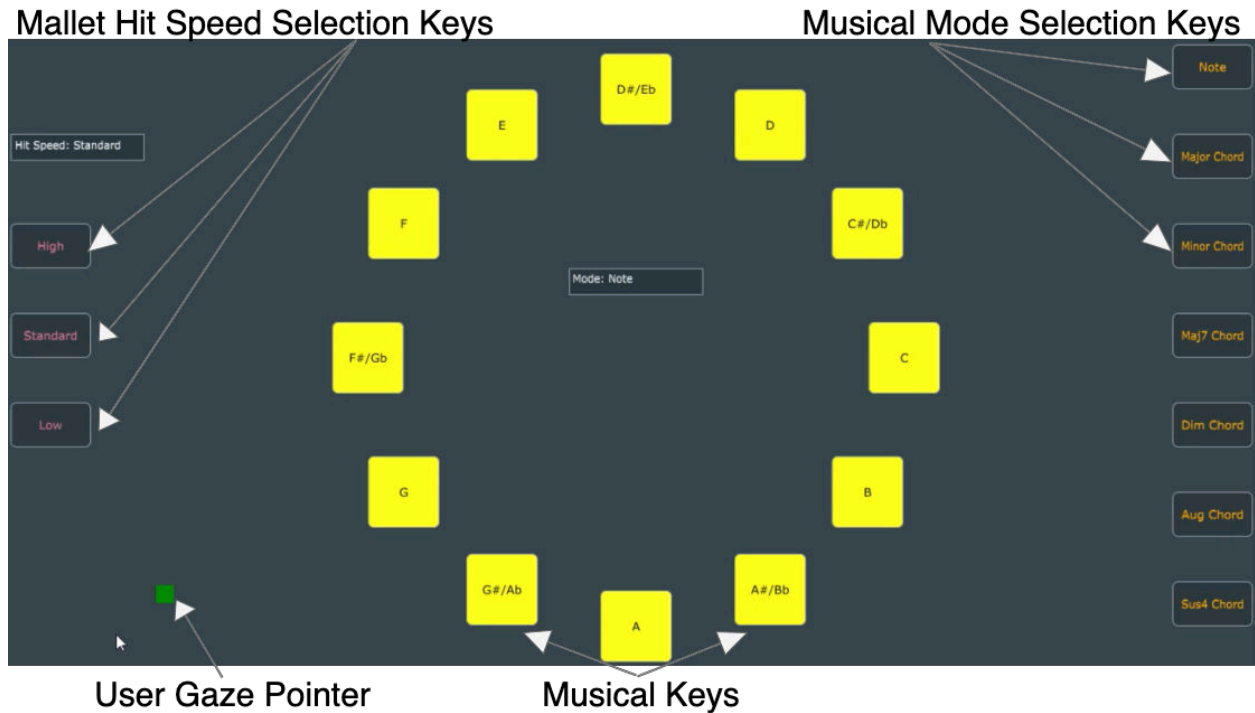 Mallet Hit Speed Selection Keys
Musical Mode Selection Keys
Note
D#/Eb
E
D
Hit Speed: Standard
Major Chord
F
C#/Db
High
Minor Chord
Mode: Note
Standard
Maj7 Chord
F#/Gb
C
Low
Dim Chord
G
B
Aug Chord
G#/Ab
A#/Bb
Sus4 Chord
A
User Gaze Pointer
Musical Keys